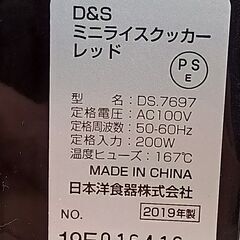 D&S
ミニライスクッカー
レッド
PS
E
型　名：DS.7697
定格電圧：AC100V
定格周波数：50-60Hz
定格入力：200W
温度ヒューズ：167℃
MADE IN CHINA
日本洋食器株式会社
NO.
2019年製